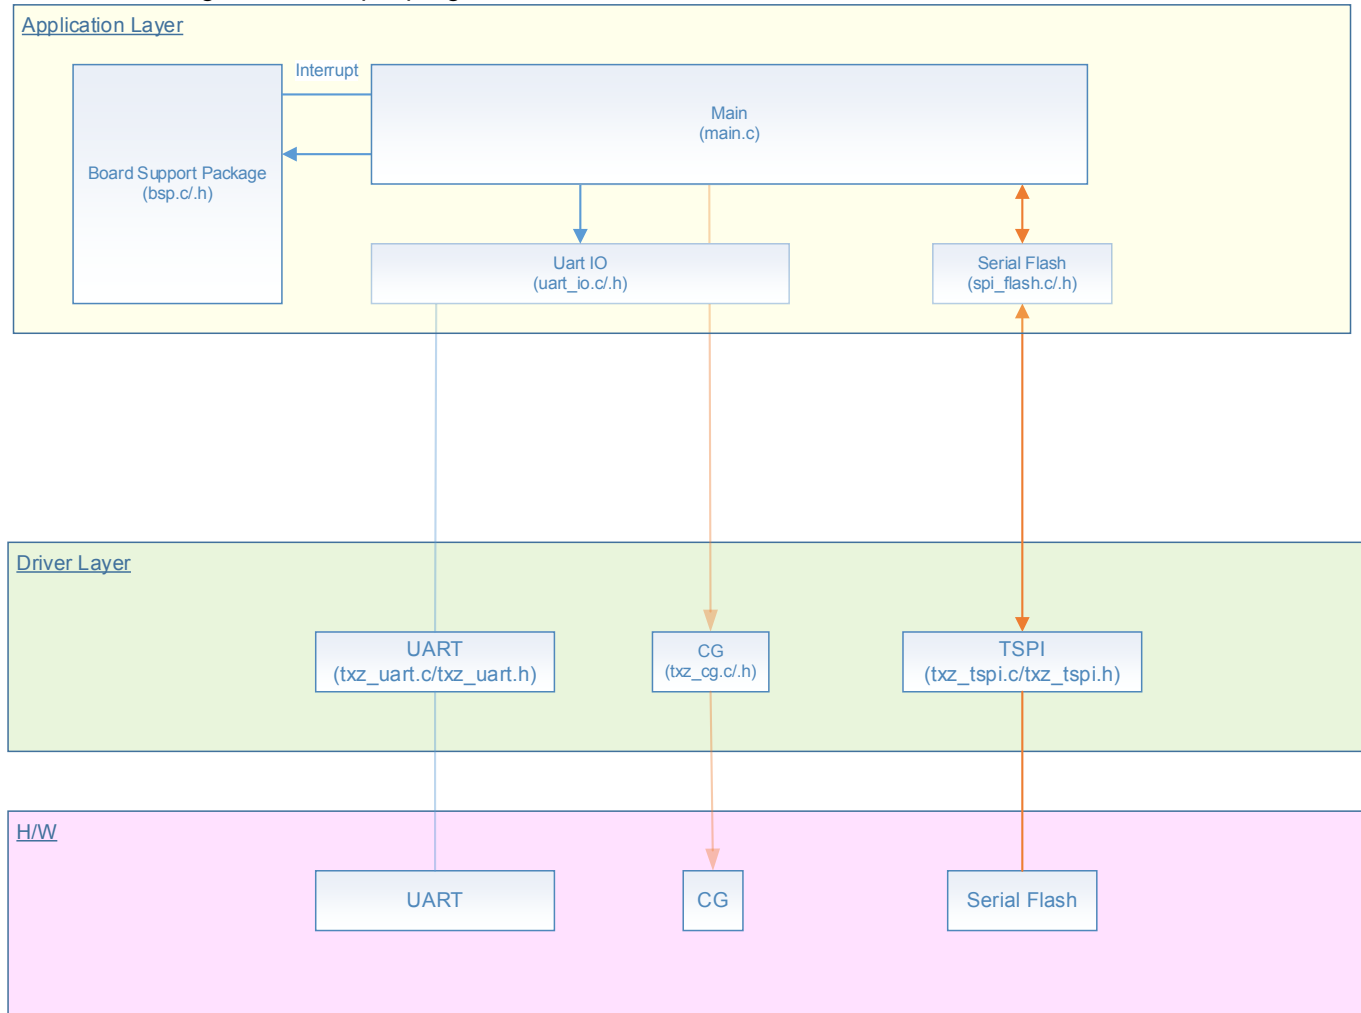 Application Layer
Interrupt
Main
(main.c)
Board Support Package
(bsp.c/.h)
Uart IO
(uart_io.c/.h)
Serial Flash
(spi_flash.c/.h)
Driver Layer
UART
(txz_uart.c/txz_uart.h)
CG
(txz_cg.c/.h)
TSPI
(txz_tspi.c/txz_tspi.h)
H/W
UART
CG
Serial Flash